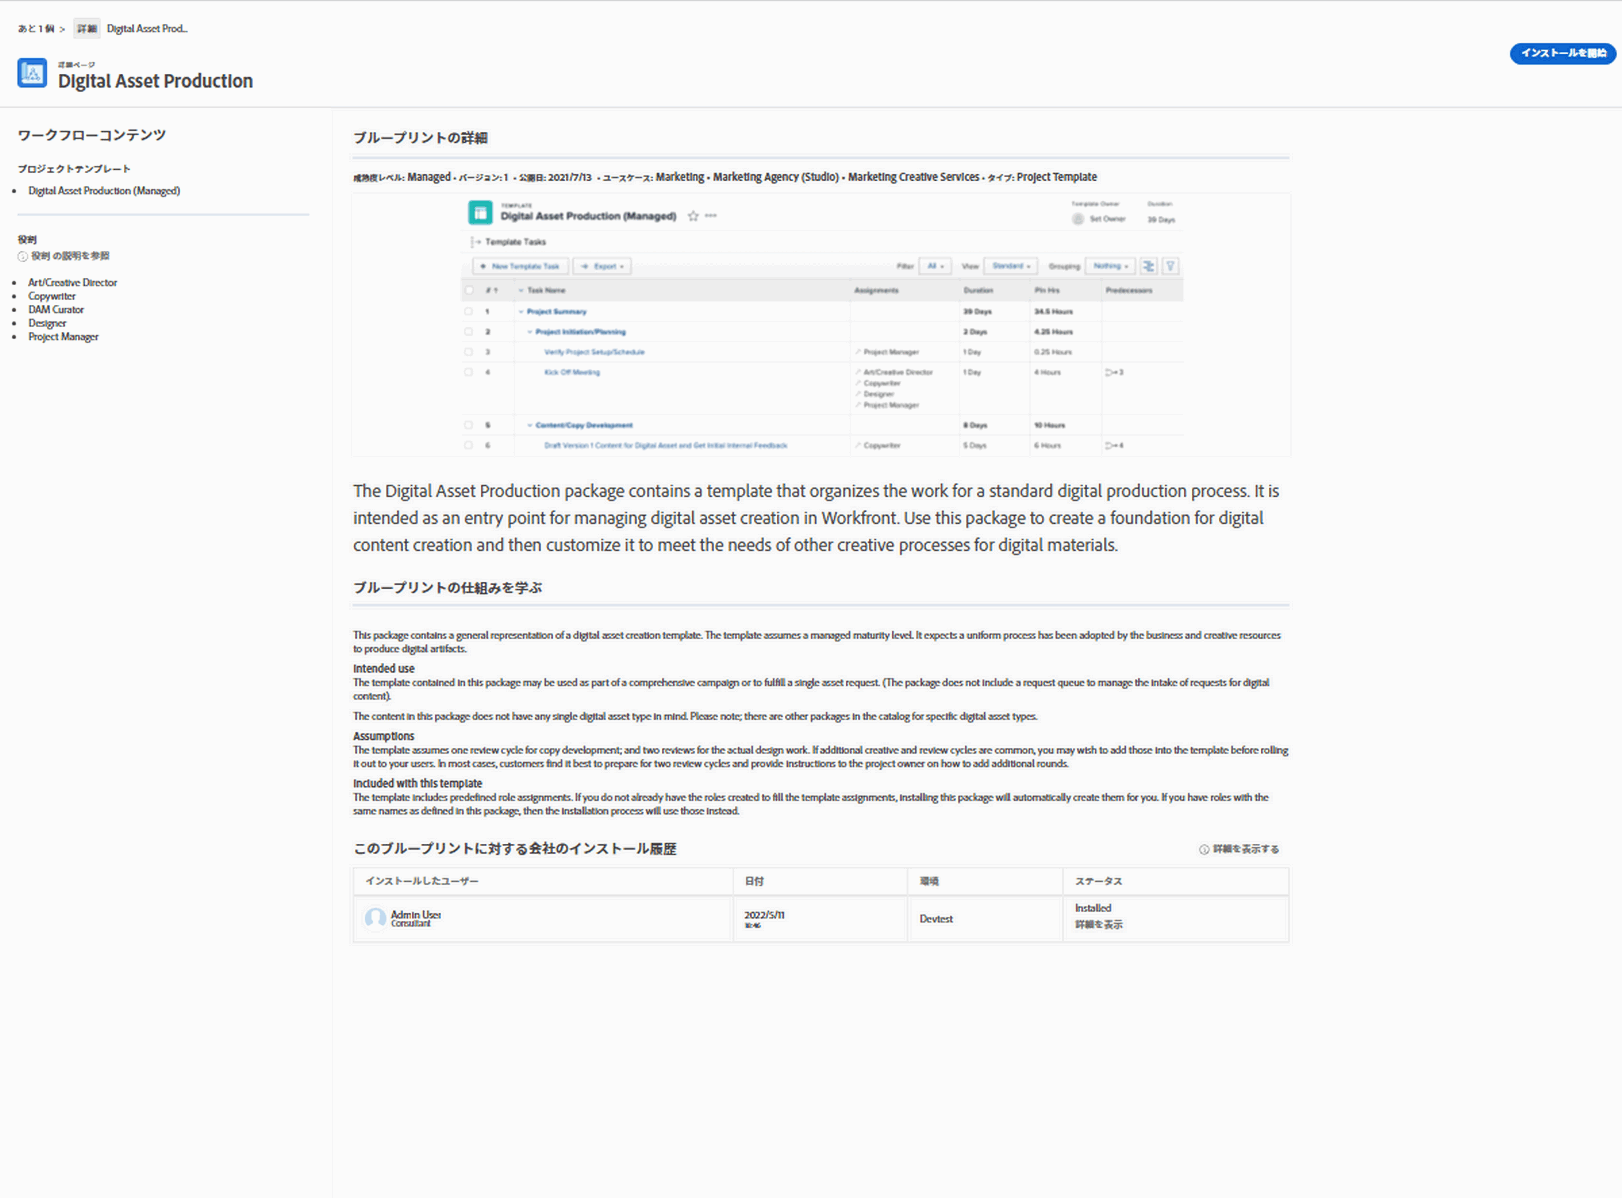 あと1個 > 詳細 Digital Asset Prod...
インストールを開始
詳細ページ
Digital Asset Production
ワークフローコンテンツ
プロジェクトテンプレート
• Digital Asset Production (Managed)
役割
役割 の説明を参照
• Art/Creative Director
• Copywriter
• DAM Curator
• Designer
• Project Manager
ブループリントの詳細
成熟度レベル: Managed • バージョン: 1 • 公開日: 2021/7/13 • ユースケース: Marketing • Marketing Agency (Studio) • Marketing Creative Services • タイプ: Project Template
TEMPLATE
Digital Asset Production (Managed)
Template Owner Duration
Set Owner 39 Days
Template Tasks
New Template Task Export Filter All View Standard Grouping Nothing
# ↑ Task Name Assignments Duration Pln Hrs Predecessors
1 Project Summary 39 Days 34.5 Hours
2 Project Initiation/Planning 2 Days 4.25 Hours
3 Verify Project Setup/Schedule Project Manager 1 Day 0.25 Hours
4 Kick Off Meeting Art/Creative Director 1 Day 4 Hours 3
Copywriter
Designer
Project Manager
5 Content/Copy Development 8 Days 10 Hours
6 Draft Version 1 Content for Digital Asset and Get Initial Internal Feedback Copywriter 5 Days 6 Hours 4
The Digital Asset Production package contains a template that organizes the work for a standard digital production process. It is
intended as an entry point for managing digital asset creation in Workfront. Use this package to create a foundation for digital
content creation and then customize it to meet the needs of other creative processes for digital materials.
ブループリントの仕組みを学ぶ
This package contains a general representation of a digital asset creation template. The template assumes a managed maturity level. It expects a uniform process has been adopted by the business and creative resources
to produce digital artifacts.
Intended use
The template contained in this package may be used as part of a comprehensive campaign or to fulfill a single asset request. (The package does not include a request queue to manage the intake of requests for digital
content).
The content in this package does not have any single digital asset type in mind. Please note; there are other packages in the catalog for specific digital asset types.
Assumptions
The template assumes one review cycle for copy development; and two reviews for the actual design work. If additional creative and review cycles are common, you may wish to add those into the template before rolling
it out to your users. In most cases, customers find it best to prepare for two review cycles and provide instructions to the project owner on how to add additional rounds.
Included with this template
The template includes predefined role assignments. If you do not already have the roles created to fill the template assignments, installing this package will automatically create them for you. If you have roles with the
same names as defined in this package, then the installation process will use those instead.
このブループリントに対する会社のインストール履歴
詳細を表示する
インストールしたユーザー 日付 環境 ステータス
Admin User 2022/5/11 Devtest Installed
Consultant 詳細を表示